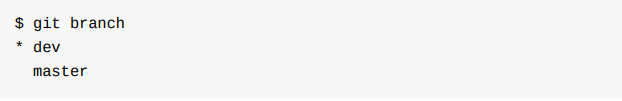 $ git branch
* dev
  master